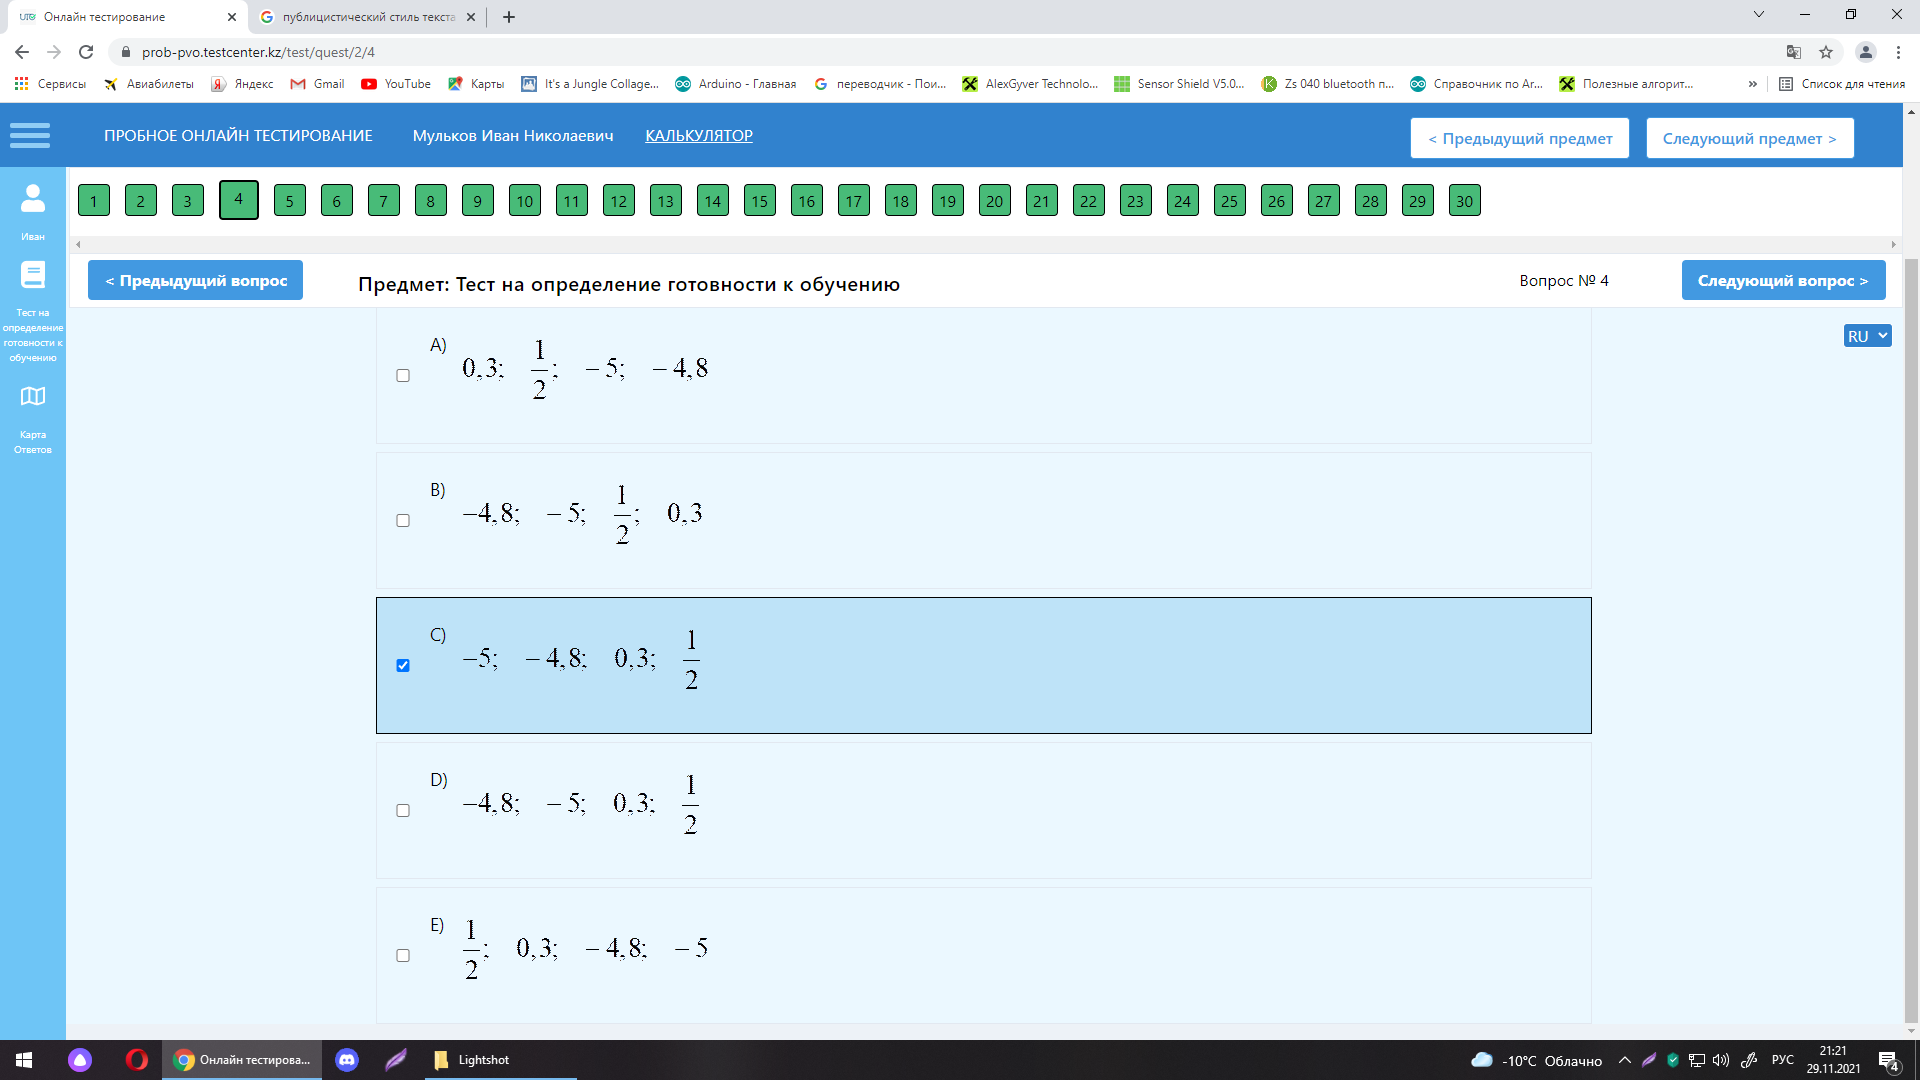 Онлайн тестирование
публицистический стиль текста
prob-pvo.testcenter.kz/test/quest/2/4
Сервисы Авиабилеты Яндекс Gmail YouTube Карты It's a Jungle Collage... Arduino - Главная переводчик - Пои... AlexGyver Technolo... Sensor Shield V5.0... Zs 040 bluetooth п... Справочник по Ar... Полезные алгорит... » Список для чтения
ПРОБНОЕ ОНЛАЙН ТЕСТИРОВАНИЕ Мульков Иван Николаевич КАЛЬКУЛЯТОР < Предыдущий предмет Следующий предмет >
1 2 3 4 5 6 7 8 9 10 11 12 13 14 15 16 17 18 19 20 21 22 23 24 25 26 27 28 29 30
Иван
Тест на
определение
готовности к
обучению
Карта
Ответов
< Предыдущий вопрос Предмет: Тест на определение готовности к обучению Вопрос № 4 Следующий вопрос >
RU
A) 0,3; 1/2; −5; −4,8
B) −4,8; −5; 1/2; 0,3
C) −5; −4,8; 0,3; 1/2
D) −4,8; −5; 0,3; 1/2
E) 1/2; 0,3; −4,8; −5
Онлайн тестирова... Lightshot -10°C Облачно РУС 21:21
29.11.2021
4